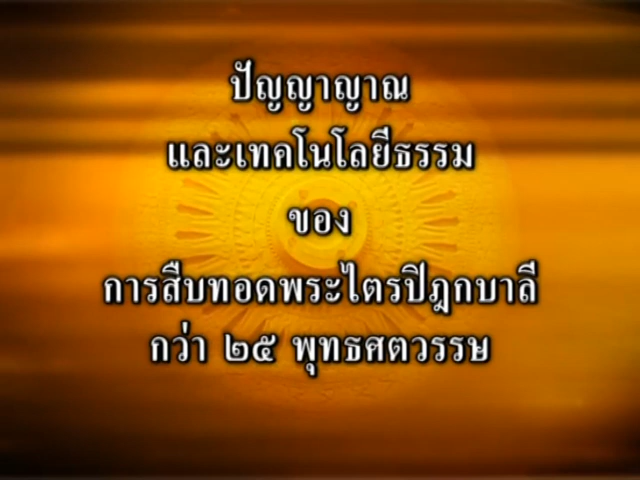 ปัญญาญาณ
และเทคโนโลยีธรรม
ของ
การสืบทอดพระไตรปิฎกบาลี
กว่า ๒๕ พุทธศตวรรษ